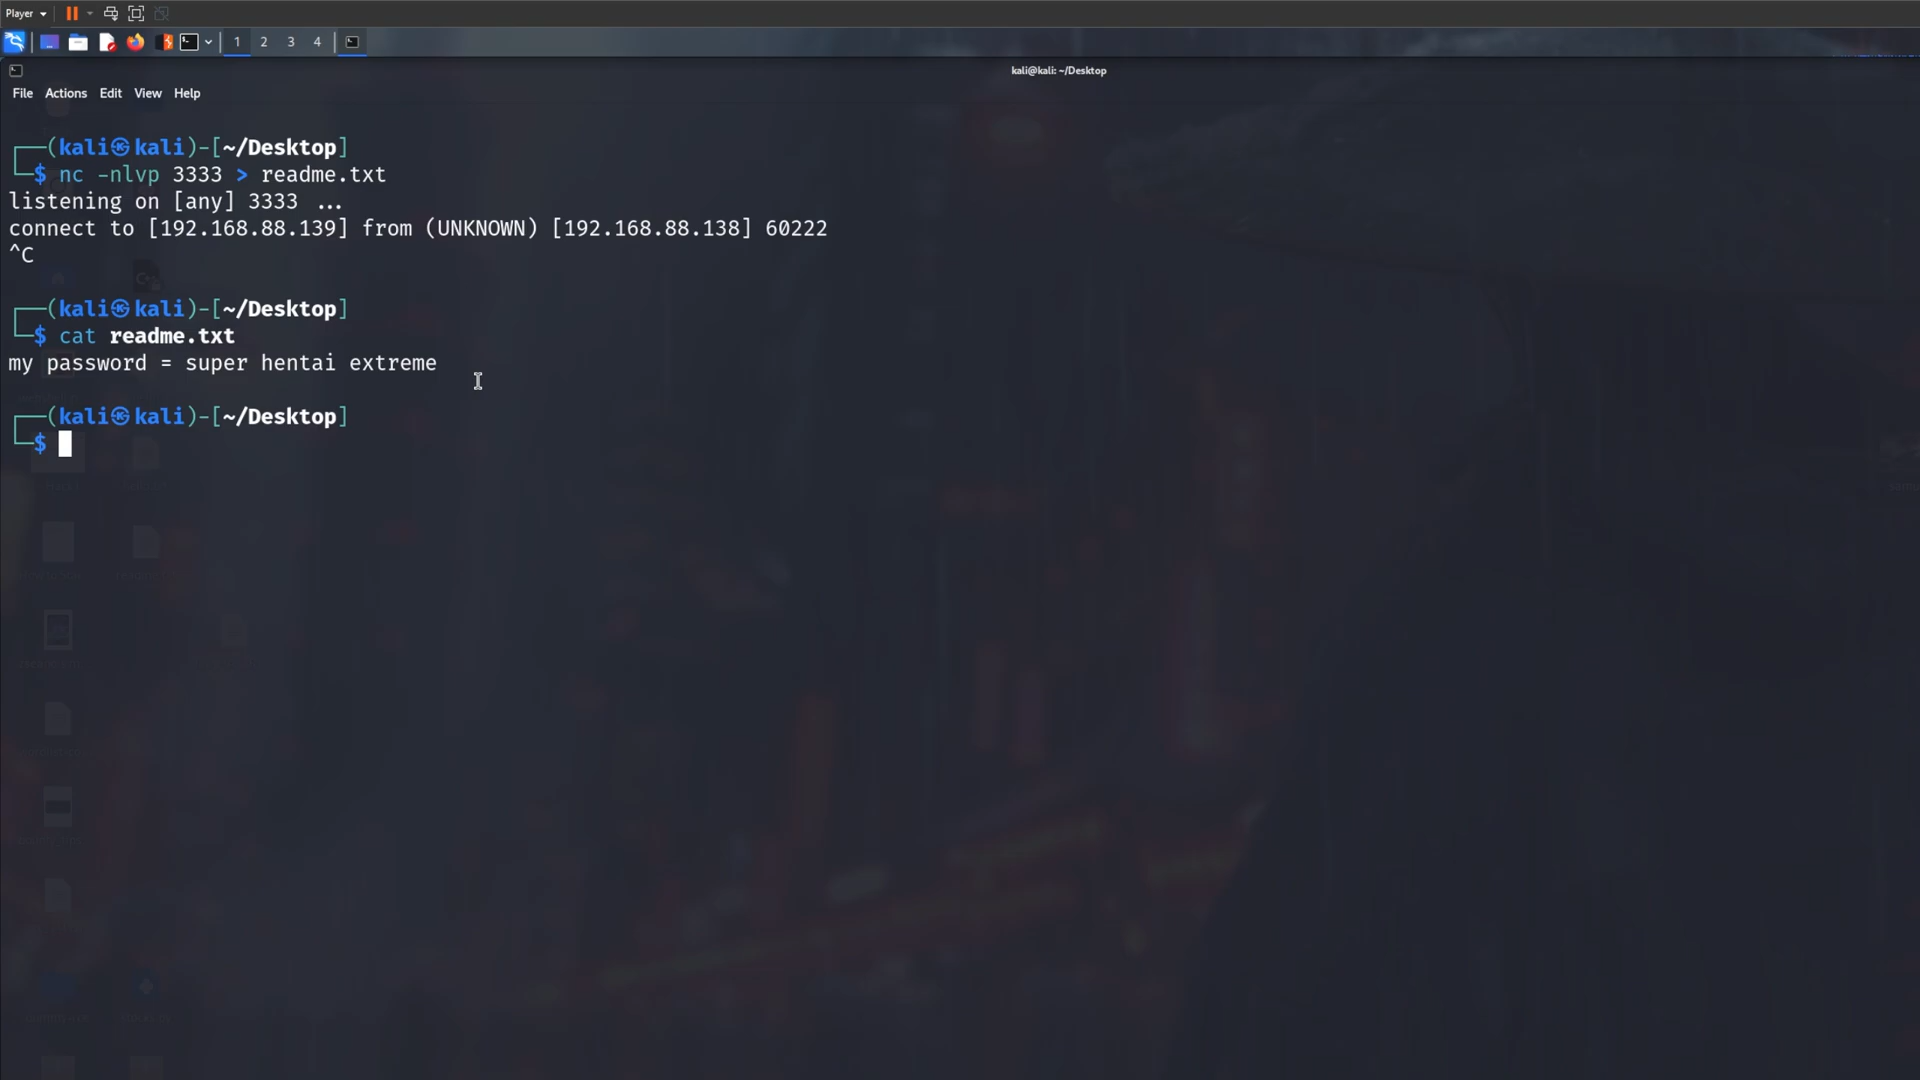 Player
1 2 3 4
kali@kali: ~/Desktop
File Actions Edit View Help
┌──(kali㉿kali)-[~/Desktop]
└─$ nc -nlvp 3333 > readme.txt
listening on [any] 3333 ...
connect to [192.168.88.139] from (UNKNOWN) [192.168.88.138] 60222
^C
┌──(kali㉿kali)-[~/Desktop]
└─$ cat readme.txt
my password = super hentai extreme
┌──(kali㉿kali)-[~/Desktop]
└─$